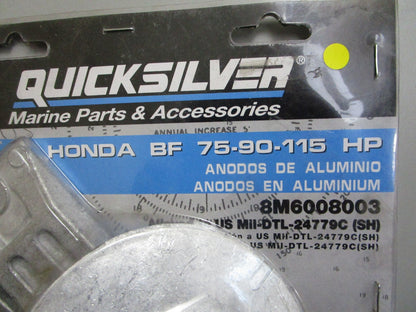 QUICKSILVER®
Marine Parts & Accessories
ANNUAL INCREASE 5'
HONDA BF 75-90-115 HP
ANODOS DE ALUMINIO
ANODOS EN ALUMINIUM
8M6008003
US Mil-DTL-24779C (SH)
a US Mil-DTL-24779C(SH)
US Mil-DTL-24779C(SH)